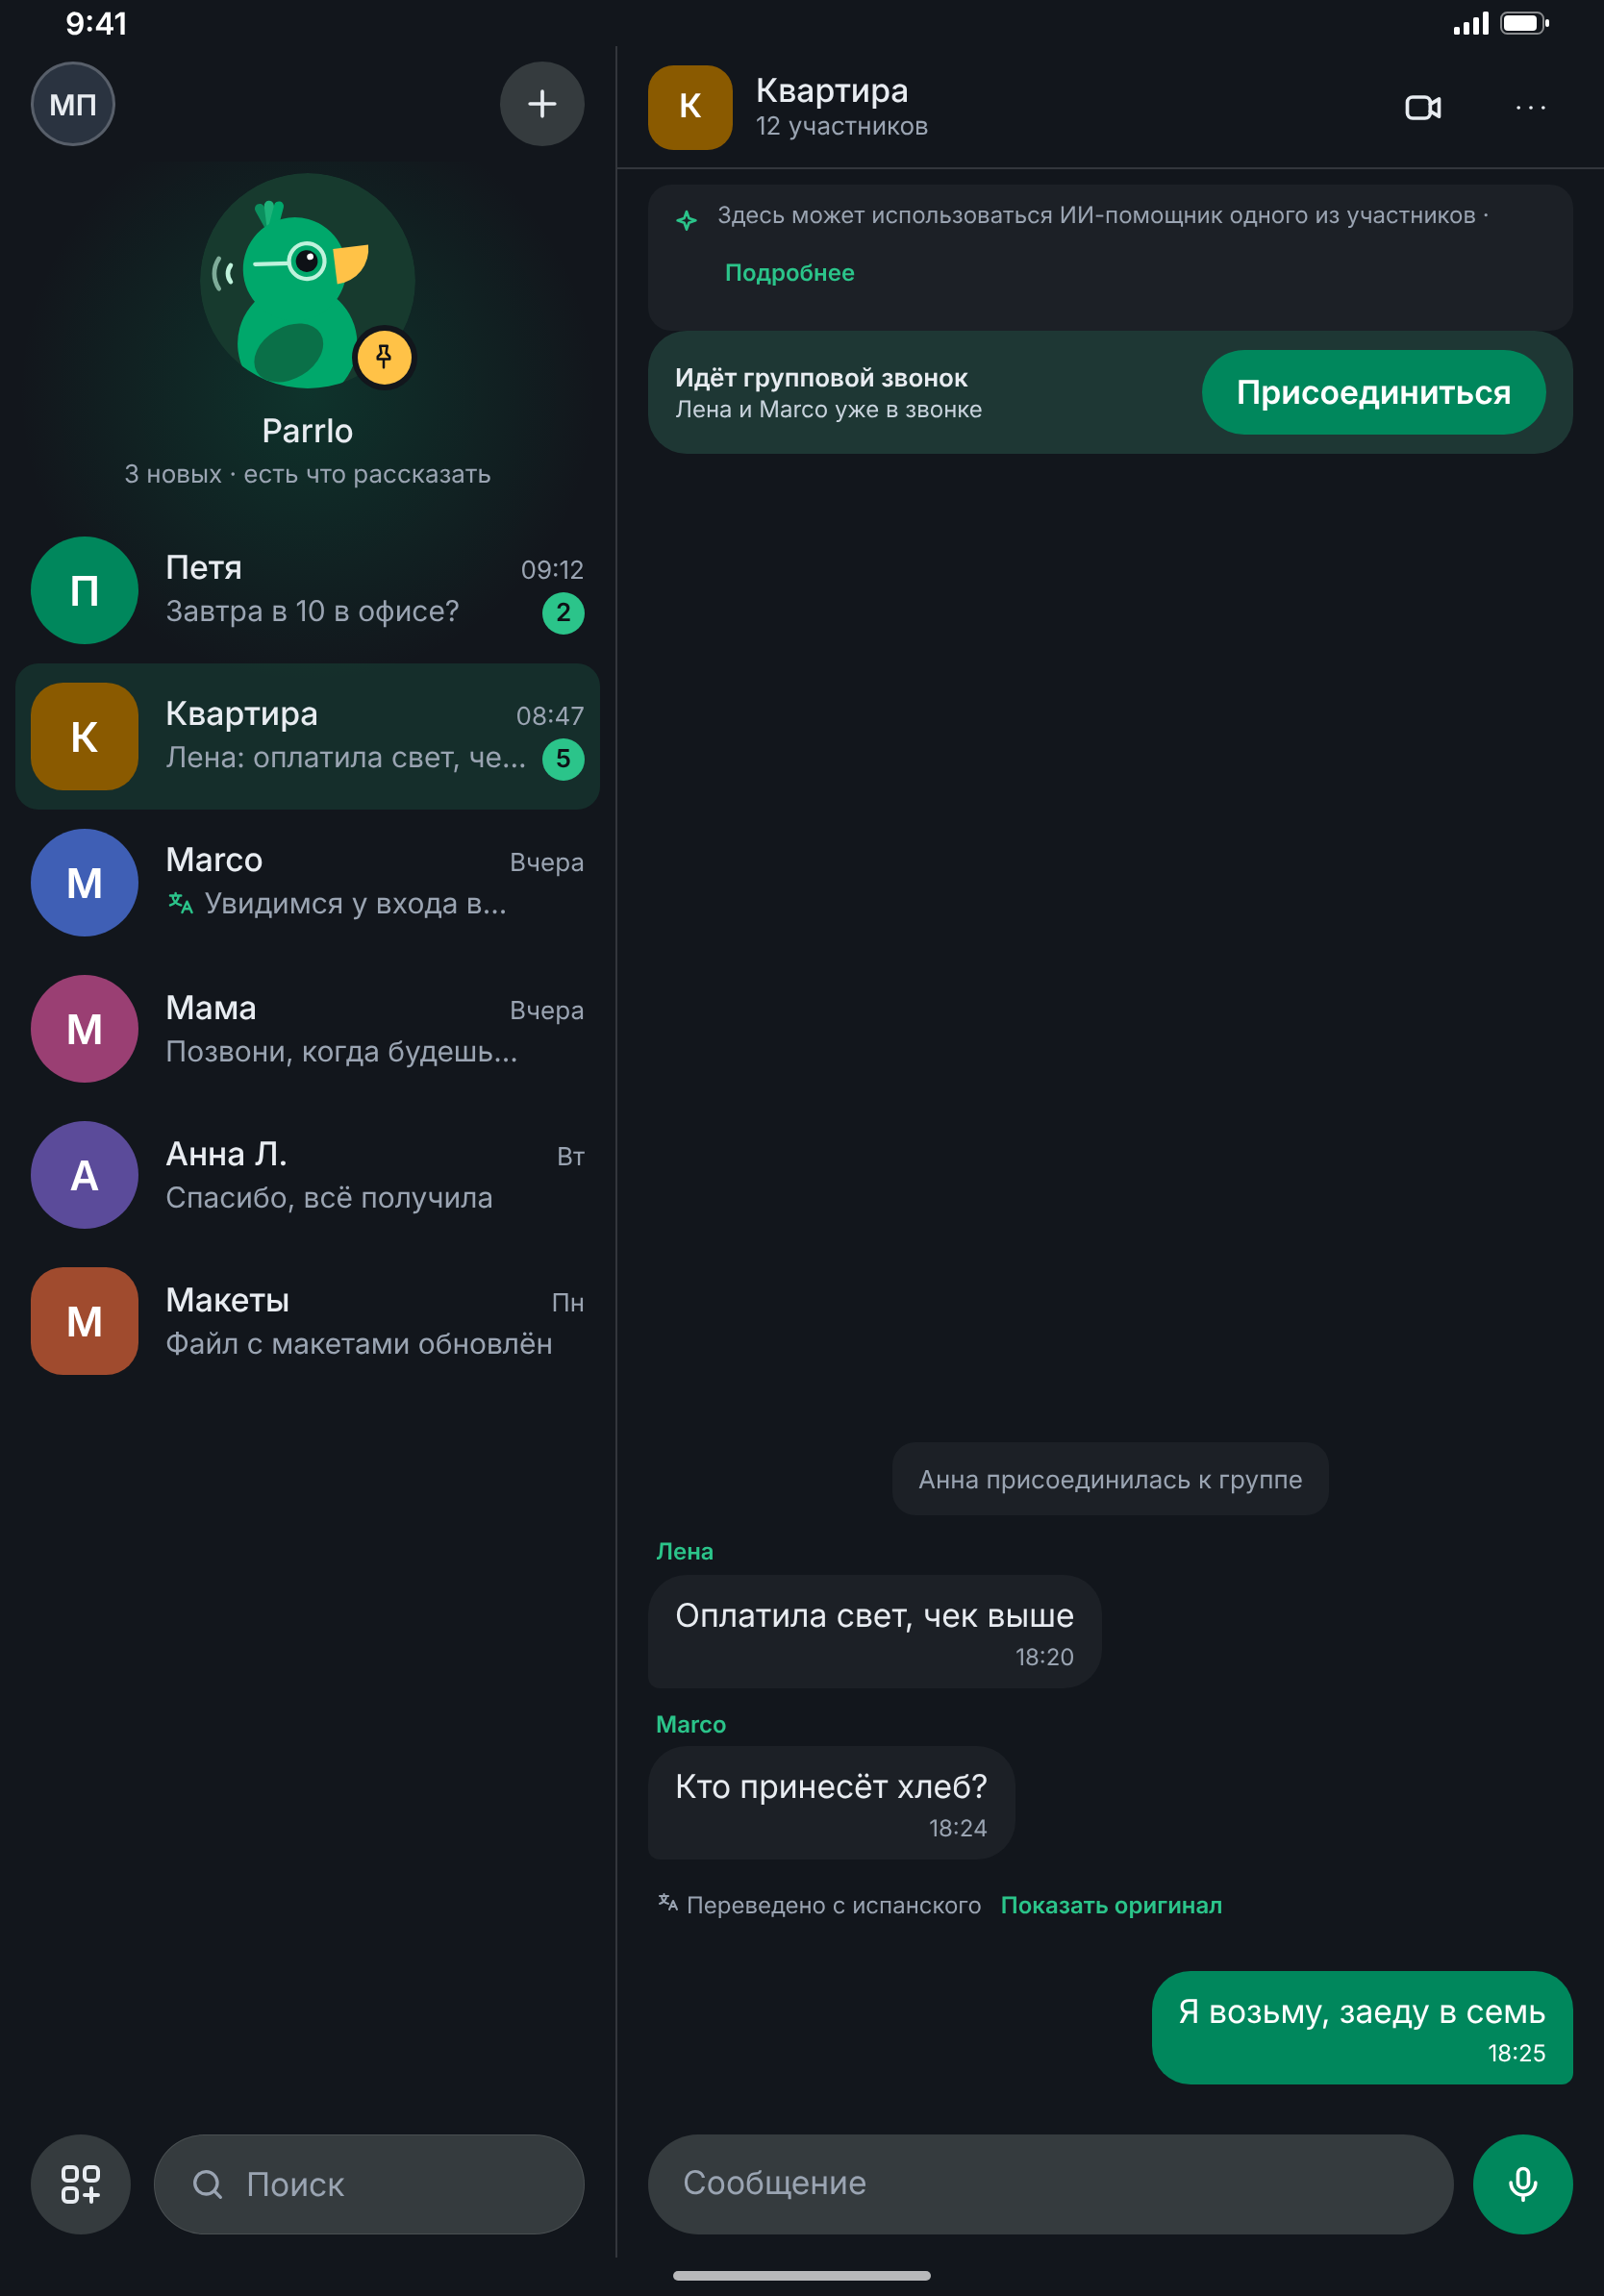 9:41
МП
Parrlo
3 новых · есть что рассказать
П
Петя
09:12
Завтра в 10 в офисе?
2
К
Квартира
08:47
Лена: оплатила свет, че...
5
M
Marco
Вчера
Увидимся у входа в...
М
Мама
Вчера
Позвони, когда будешь...
А
Анна Л.
Вт
Спасибо, всё получила
М
Макеты
Пн
Файл с макетами обновлён
Поиск
К
Квартира
12 участников
Здесь может использоваться ИИ-помощник одного из участников ·
Подробнее
Идёт групповой звонок
Лена и Marco уже в звонке
Присоединиться
Анна присоединилась к группе
Лена
Оплатила свет, чек выше
18:20
Marco
Кто принесёт хлеб?
18:24
Переведено с испанского Показать оригинал
Я возьму, заеду в семь
18:25
Сообщение